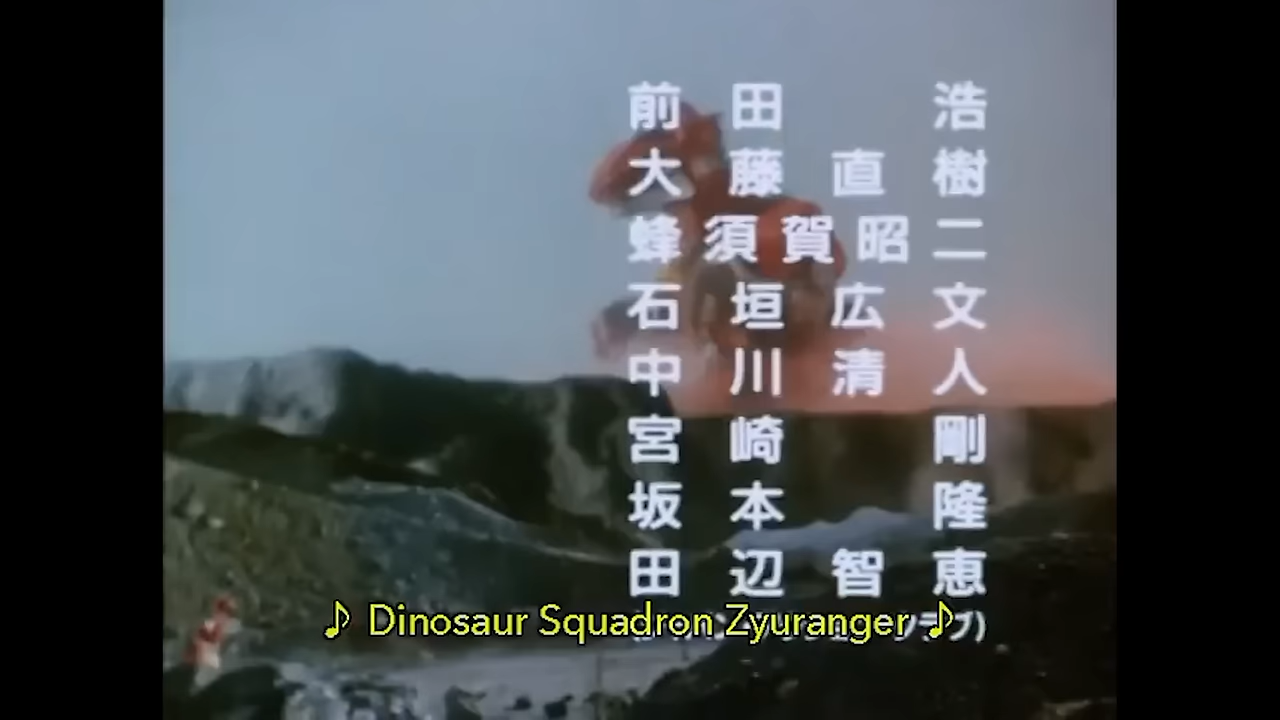 前田 浩
大藤直樹
蜂須賀昭二
石垣広文
中川清人
宮崎 剛
坂本 隆
田辺智恵
♪ Dinosaur Squadron Zyuranger ♪